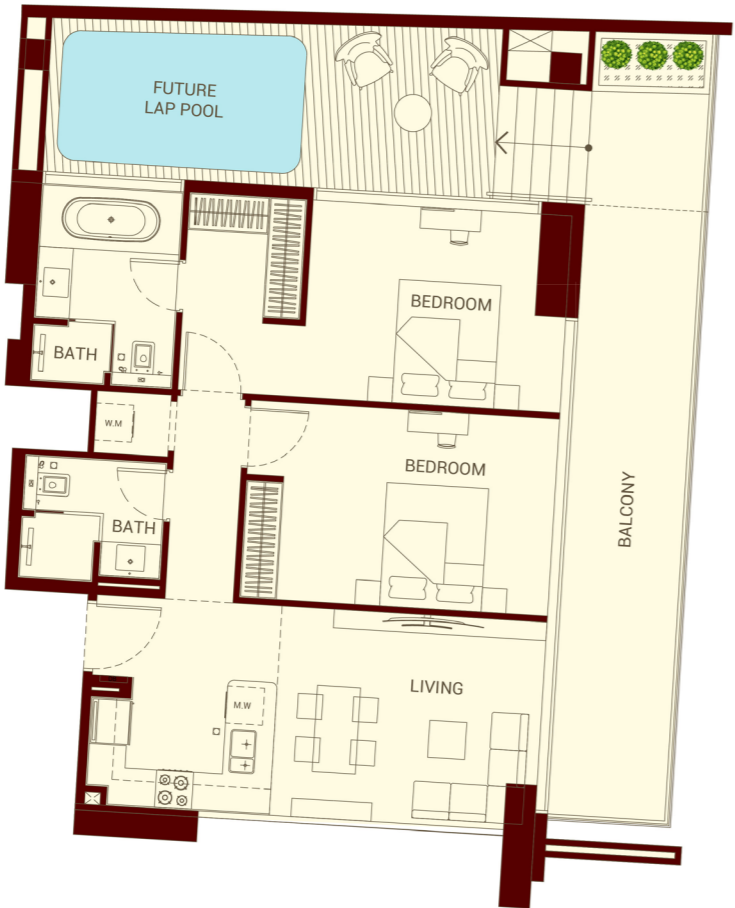 FUTURE
LAP POOL
BEDROOM
BATH
W.M
BEDROOM
BATH
BALCONY
LIVING
M.W